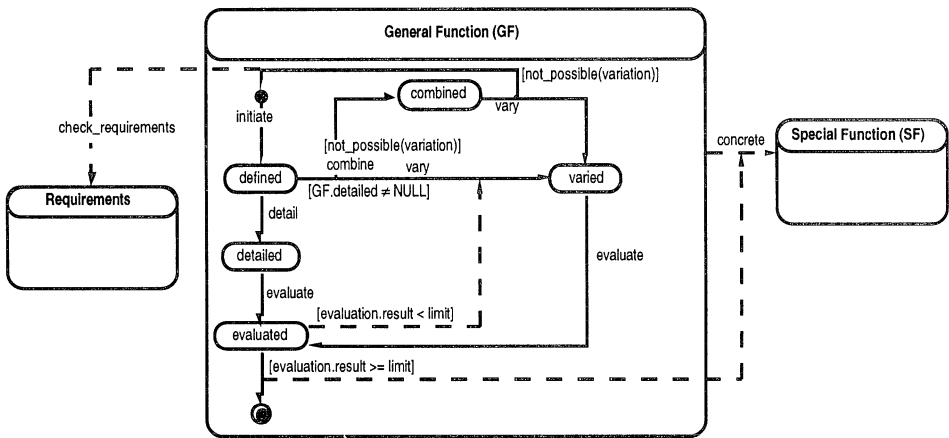 General Function (GF)
[not_possible(variation)]
combined
vary
initiate
check_requirements
concrete
Special Function (SF)
[not_possible(variation)]
combine vary
defined
varied
[GF.detailed ≠ NULL]
Requirements
detail
detailed
evaluate
evaluate
[evaluation.result < limit]
evaluated
[evaluation.result >= limit]